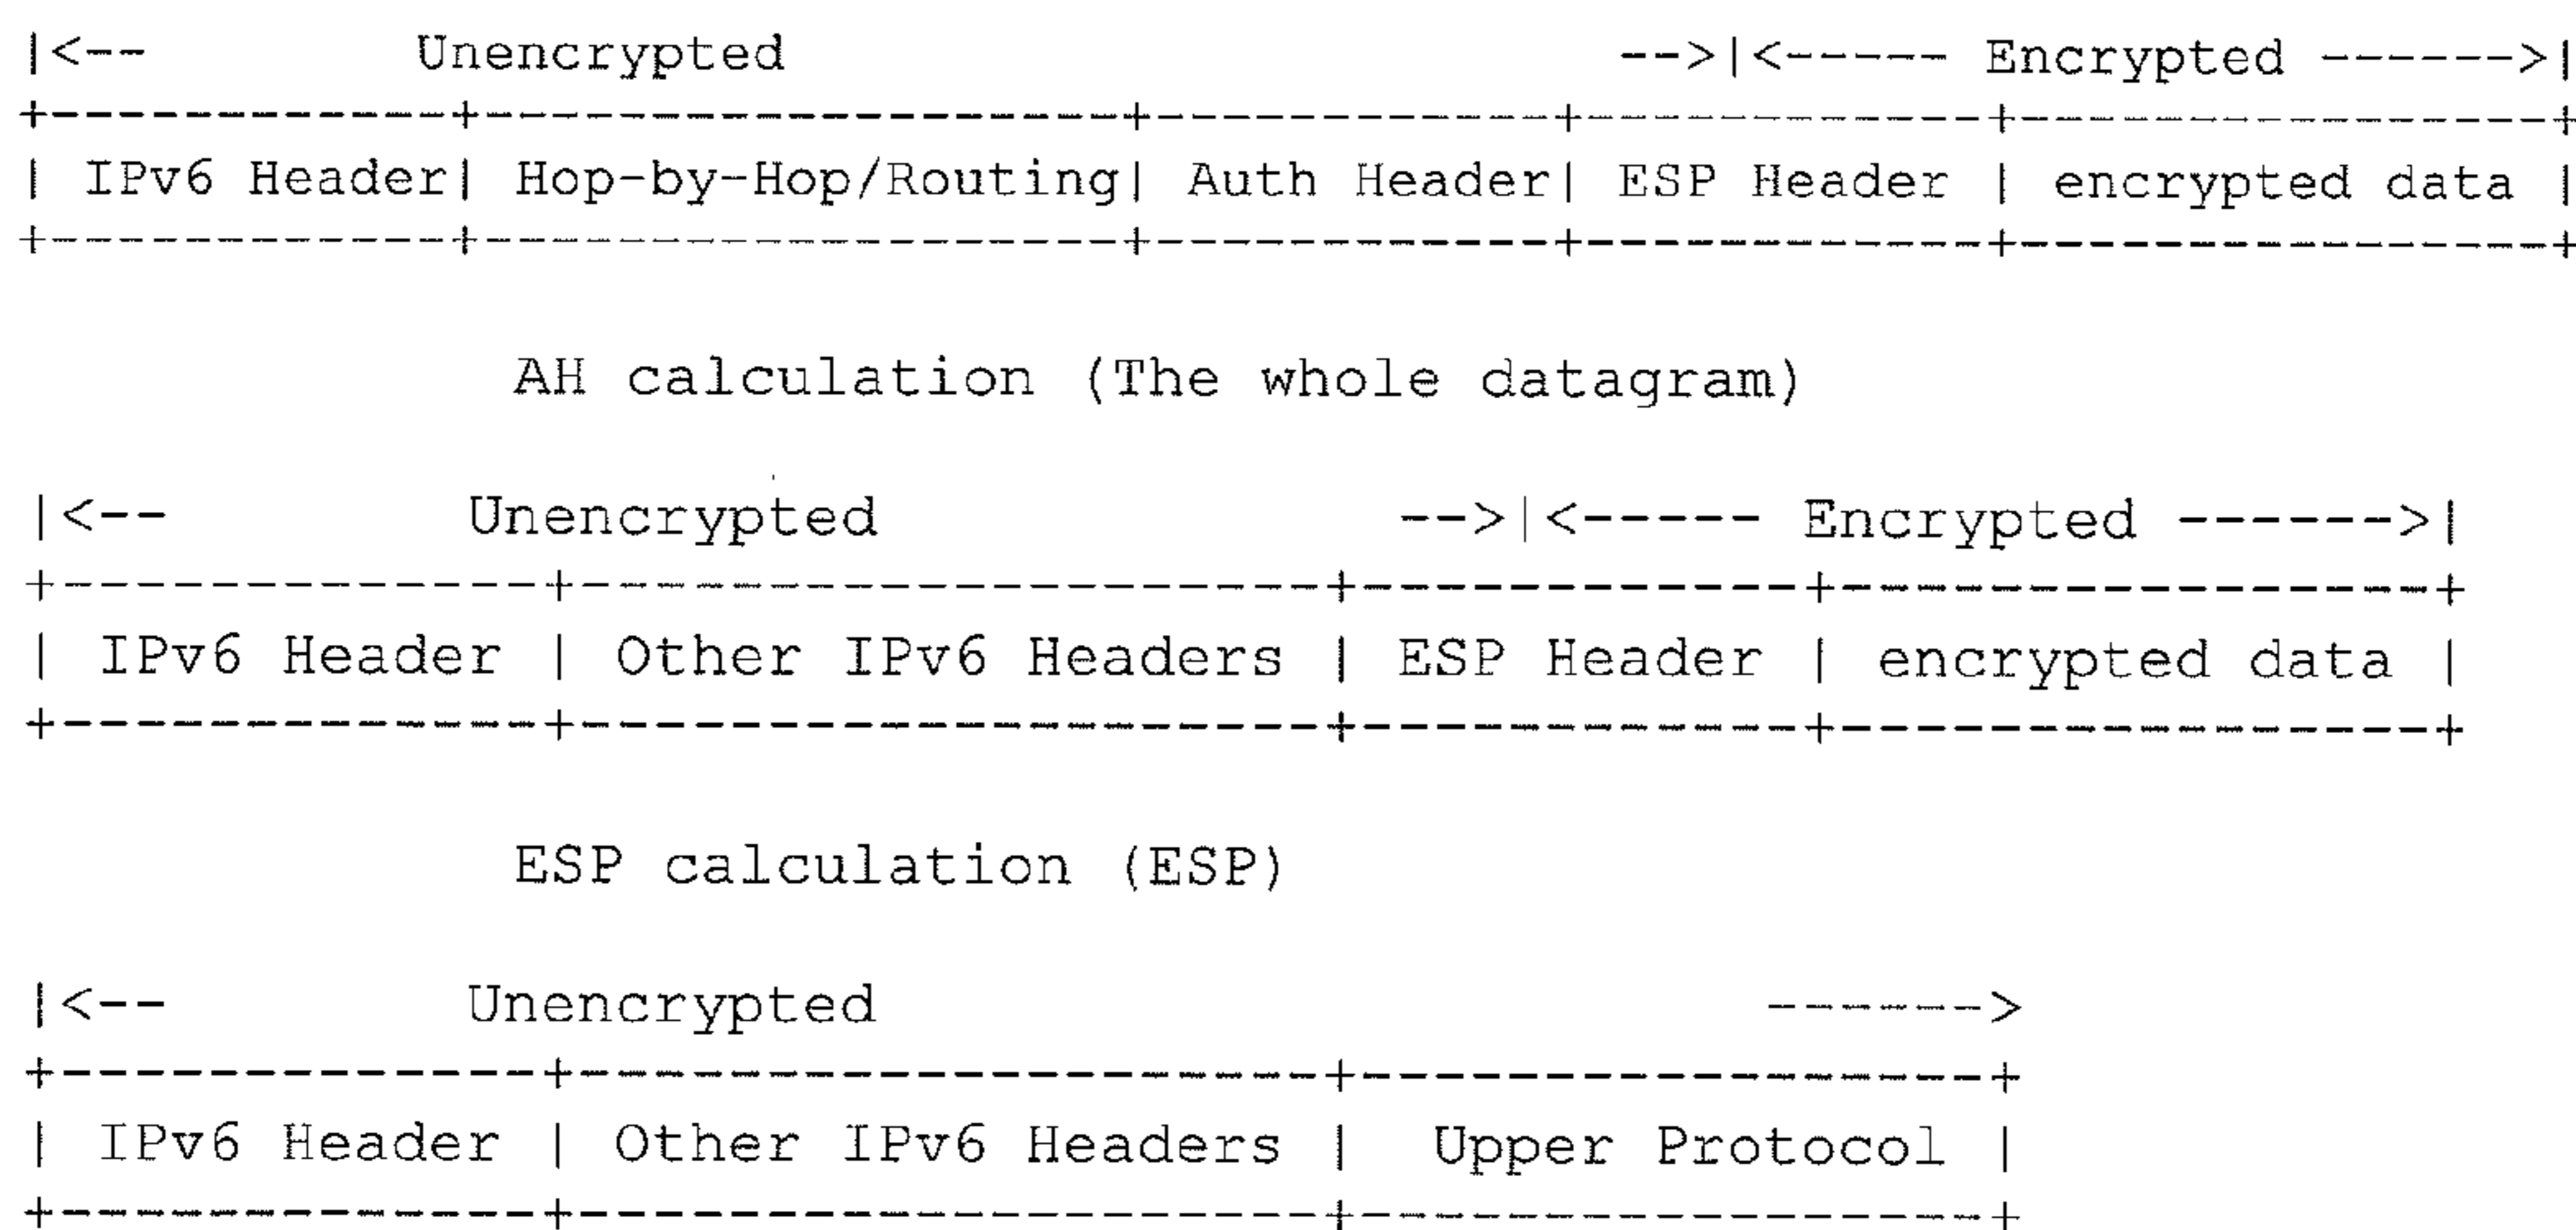 |<--          Unencrypted                              -->|<----- Encrypted ------>|
+-------------+--------------------+-------------+-------------+----------------+
| IPv6 Header| Hop-by-Hop/Routing| Auth Header| ESP Header | encrypted data |
+-------------+--------------------+-------------+-------------+----------------+
AH calculation (The whole datagram)
|<--          Unencrypted                  -->|<----- Encrypted ------>|
+--------------+---------------------+------------+-----------------+
| IPv6 Header | Other IPv6 Headers | ESP Header | encrypted data |
+--------------+---------------------+------------+-----------------+
ESP calculation (ESP)
|<--          Unencrypted                              ------>
+--------------+---------------------+------------------+
| IPv6 Header | Other IPv6 Headers |  Upper Protocol |
+--------------+---------------------+------------------+